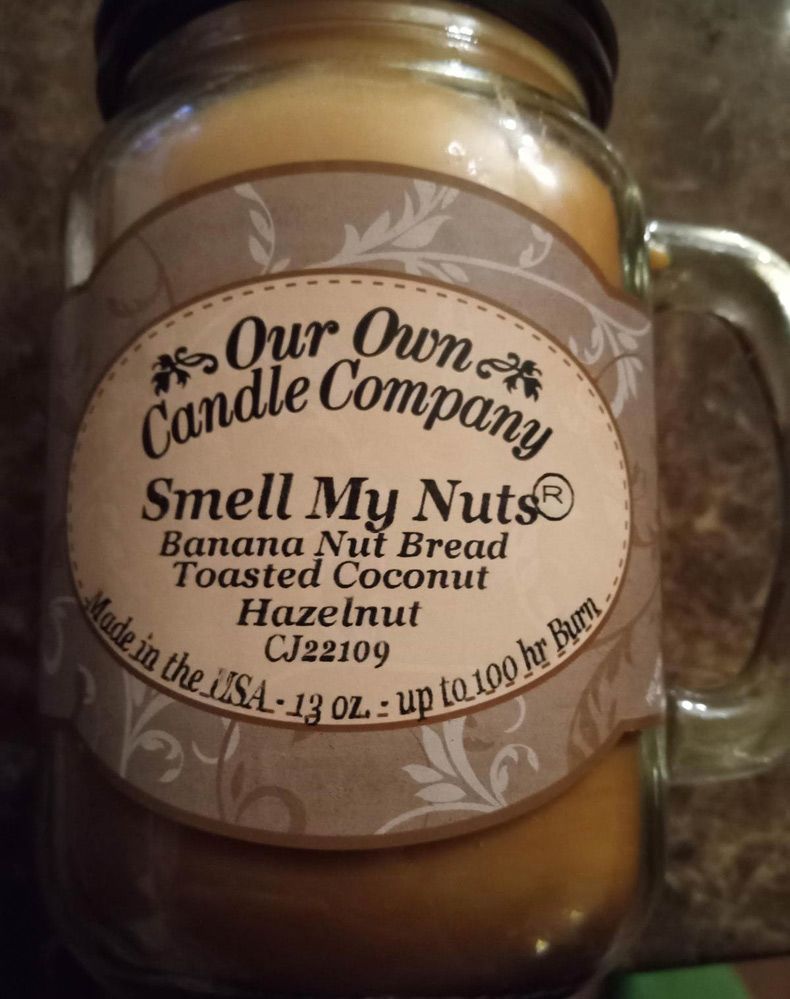 Our Own
Candle Company
Smell My Nuts®
Banana Nut Bread
Toasted Coconut
Hazelnut
CJ22109
Made in the USA - 13 oz. - up to 100 hr Burn